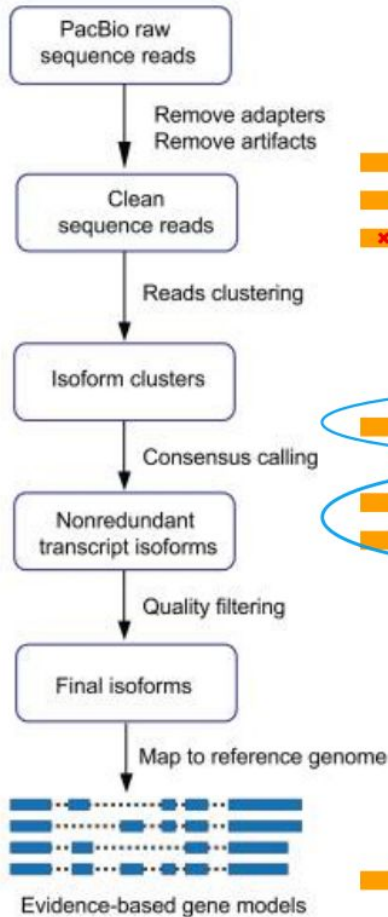 PacBio raw
sequence reads
Remove adapters
Remove artifacts
Clean
sequence reads
Reads clustering
Isoform clusters
Consensus calling
Nonredundant
transcript isoforms
Quality filtering
Final isoforms
Map to reference genome
Evidence-based gene models